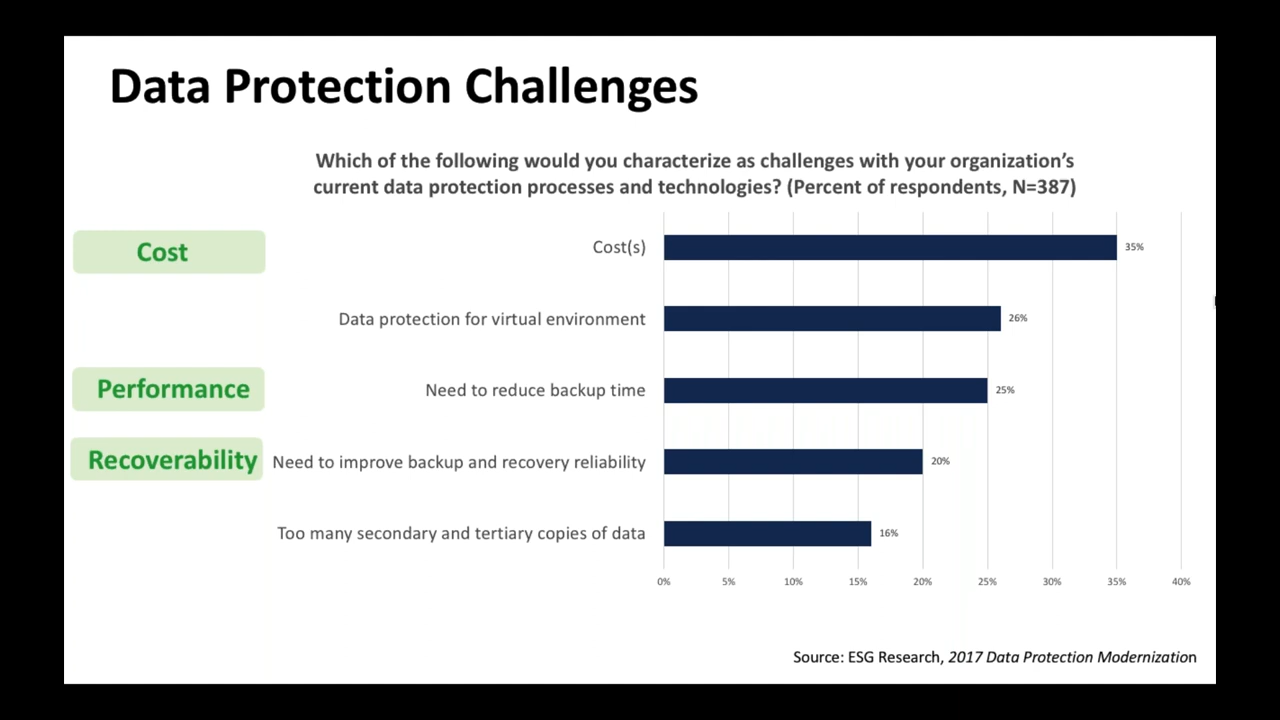 Data Protection Challenges
Which of the following would you characterize as challenges with your organization’s
current data protection processes and technologies? (Percent of respondents, N=387)
Cost
Cost(s)
35%
Data protection for virtual environment
26%
Performance
Need to reduce backup time
25%
Recoverability
Need to improve backup and recovery reliability
20%
Too many secondary and tertiary copies of data
16%
0% 5% 10% 15% 20% 25% 30% 35% 40%
Source: ESG Research, 2017 Data Protection Modernization